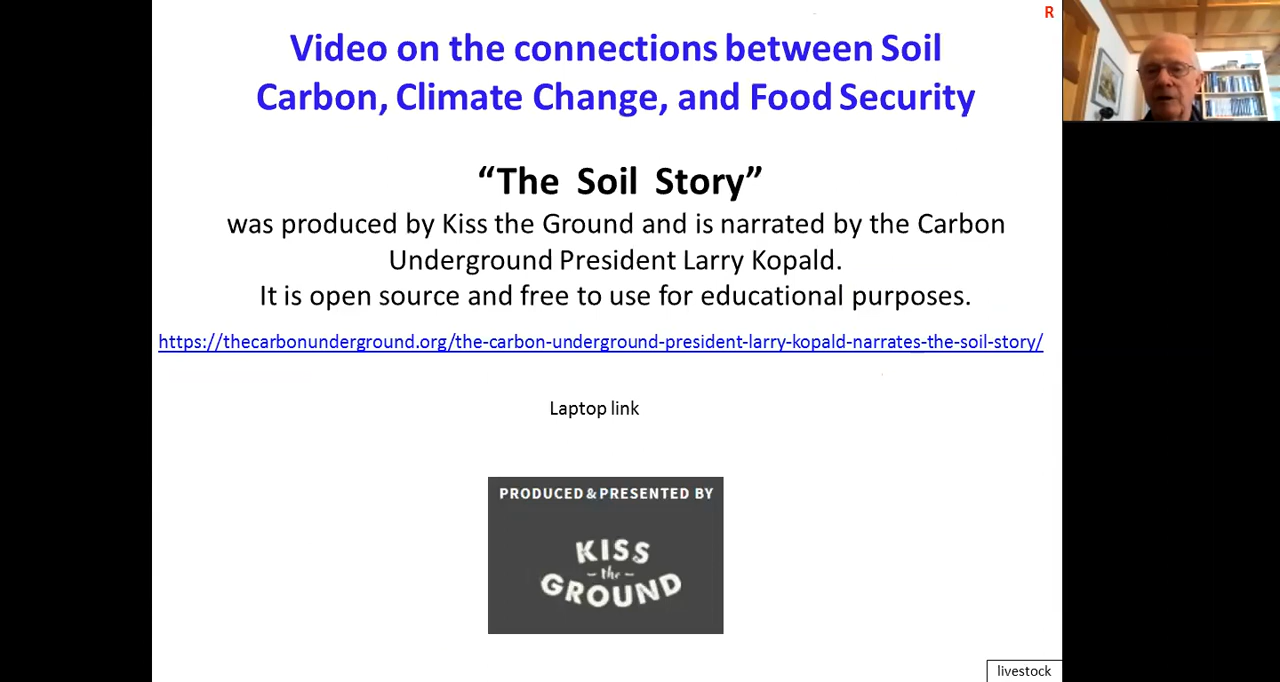 R
Video on the connections between Soil
Carbon, Climate Change, and Food Security
“The Soil Story”
was produced by Kiss the Ground and is narrated by the Carbon
Underground President Larry Kopald.
It is open source and free to use for educational purposes.
https://thecarbonunderground.org/the-carbon-underground-president-larry-kopald-narrates-the-soil-story/
Laptop link
PRODUCED & PRESENTED BY
KISS
– the –
GROUND
livestock